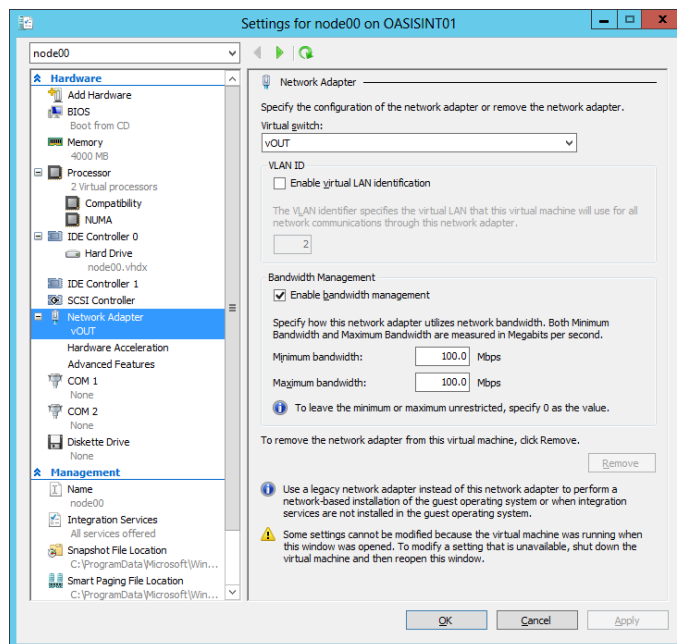 Settings for node00 on OASISINT01
node00
Hardware
Add Hardware
BIOS
Boot from CD
Memory
4000 MB
Processor
2 Virtual processors
Compatibility
NUMA
IDE Controller 0
Hard Drive
node00.vhdx
IDE Controller 1
SCSI Controller
Network Adapter
vOUT
Hardware Acceleration
Advanced Features
COM 1
None
COM 2
None
Diskette Drive
None
Management
Name
node00
Integration Services
All services offered
Snapshot File Location
C:\ProgramData\Microsoft\Win...
Smart Paging File Location
C:\ProgramData\Microsoft\Win...
Network Adapter
Specify the configuration of the network adapter or remove the network adapter.
Virtual switch:
vOUT
VLAN ID
Enable virtual LAN identification
The VLAN identifier specifies the virtual LAN that this virtual machine will use for all
network communications through this network adapter.
2
Bandwidth Management
Enable bandwidth management
Specify how this network adapter utilizes network bandwidth. Both Minimum
Bandwidth and Maximum Bandwidth are measured in Megabits per second.
Minimum bandwidth: 100.0 Mbps
Maximum bandwidth: 100.0 Mbps
To leave the minimum or maximum unrestricted, specify 0 as the value.
To remove the network adapter from this virtual machine, click Remove.
Remove
Use a legacy network adapter instead of this network adapter to perform a
network-based installation of the guest operating system or when integration
services are not installed in the guest operating system.
Some settings cannot be modified because the virtual machine was running when
this window was opened. To modify a setting that is unavailable, shut down the
virtual machine and then reopen this window.
OK Cancel Apply